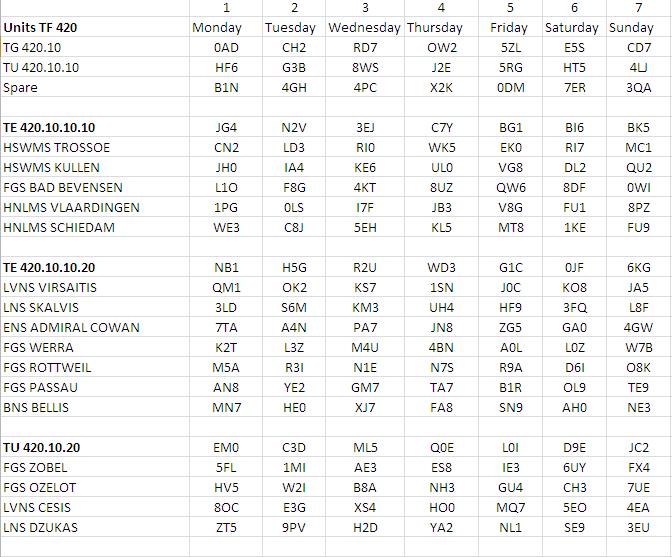 1 2 3 4 5 6 7
Units TF 420 Monday Tuesday Wednesday Thursday Friday Saturday Sunday
TG 420.10 0AD CH2 RD7 OW2 5ZL E5S CD7
TU 420.10.10 HF6 G3B 8WS J2E 5RG HT5 4LJ
Spare B1N 4GH 4PC X2K 0DM 7ER 3QA
TE 420.10.10.10 JG4 N2V 3EJ C7Y BG1 BI6 BK5
HSWMS TROSSOE CN2 LD3 RI0 WK5 EK0 RI7 MC1
HSWMS KULLEN JH0 IA4 KE6 UL0 VG8 DL2 QU2
FGS BAD BEVENSEN L1O F8G 4KT 8UZ QW6 8DF 0WI
HNLMS VLAARDINGEN 1PG 0LS I7F JB3 V8G FU1 8PZ
HNLMS SCHIEDAM WE3 C8J 5EH KL5 MT8 1KE FU9
TE 420.10.10.20 NB1 H5G R2U WD3 G1C 0JF 6KG
LVNS VIRSAITIS QM1 OK2 KS7 1SN J0C KO8 JA5
LNS SKALVIS 3LD S6M KM3 UH4 HF9 3FQ L8F
ENS ADMIRAL COWAN 7TA A4N PA7 JN8 ZG5 GA0 4GW
FGS WERRA K2T L3Z M4U 4BN A0L L0Z W7B
FGS ROTTWEIL M5A R3I N1E N7S R9A D6I O8K
FGS PASSAU AN8 YE2 GM7 TA7 B1R OL9 TE9
BNS BELLIS MN7 HE0 XJ7 FA8 SN9 AH0 NE3
TU 420.10.20 EM0 C3D ML5 Q0E L0I D9E JC2
FGS ZOBEL 5FL 1MI AE3 ES8 IE3 6UY FX4
FGS OZELOT HV5 W2I B8A NH3 GU4 CH3 7UE
LVNS CESIS 8OC E3G XS4 HO0 MQ7 5EO 4EA
LNS DZUKAS ZT5 9PV H2D YA2 NL1 SE9 3EU